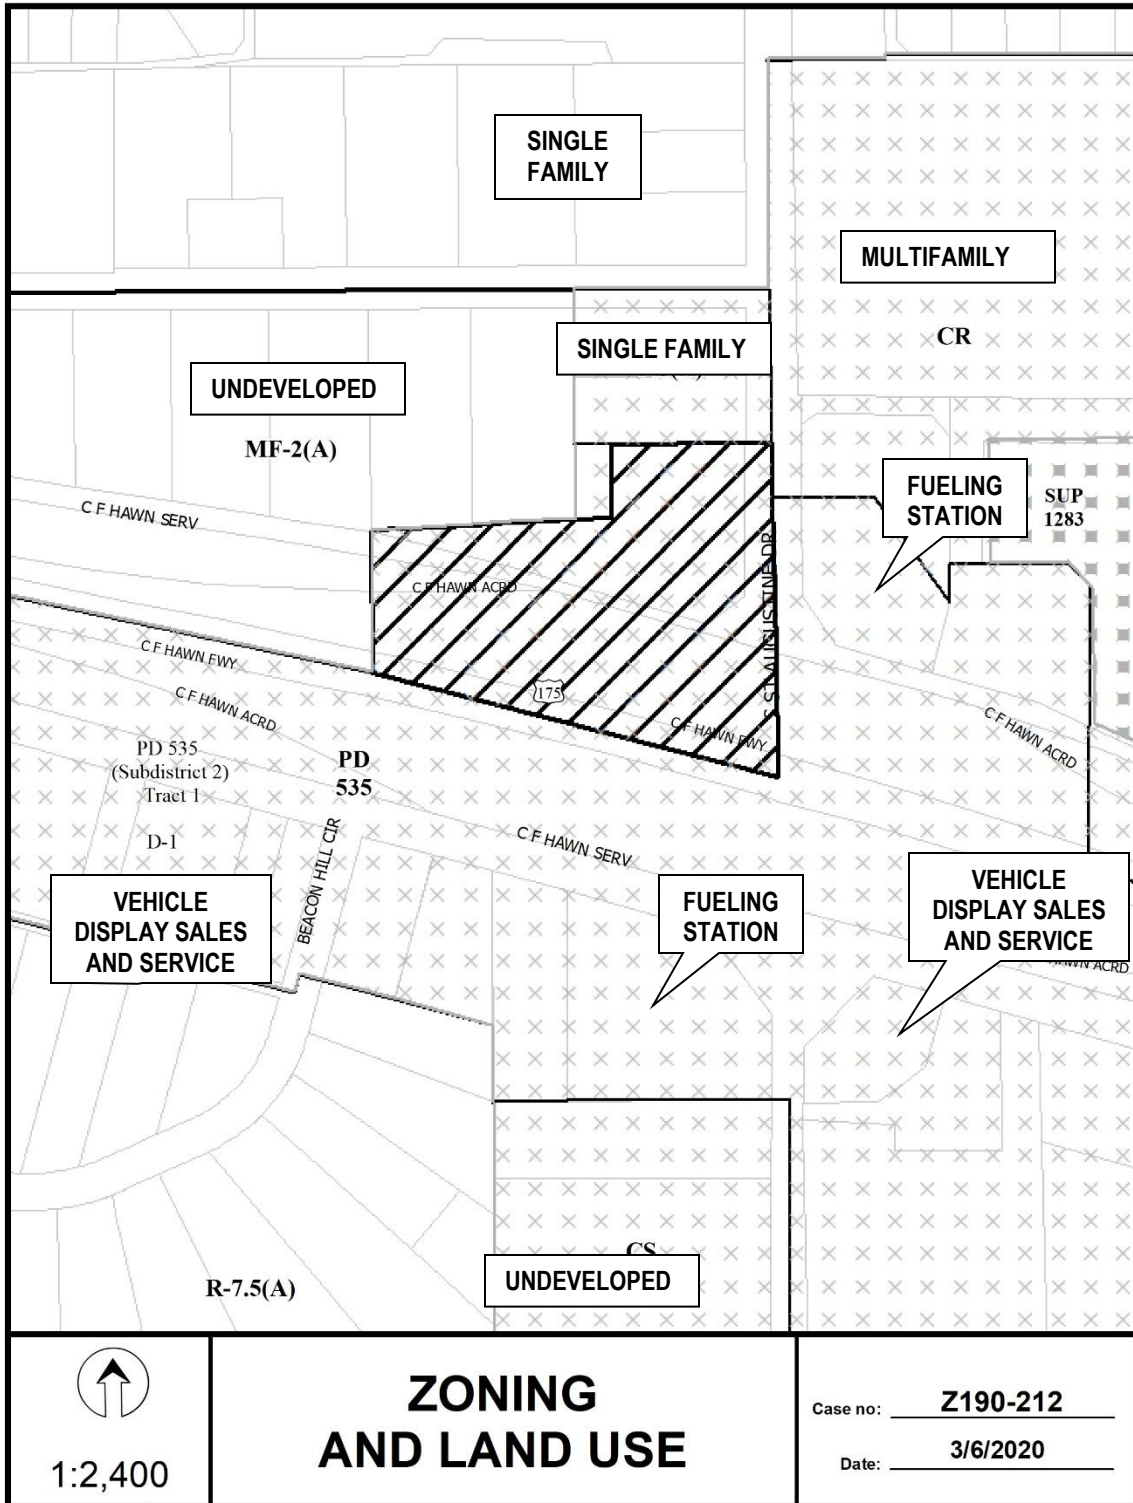 SINGLE
FAMILY
MULTIFAMILY
CR
SINGLE FAMILY
UNDEVELOPED
MF-2(A)
C F HAWN SERV
FUELING
STATION
SUP
1283
C F HAWN ACRD
S ST AUGUSTINE DR
C F HAWN FWY
175
C F HAWN ACRD
C F HAWN FWY
C F HAWN ACRD
PD 535
(Subdistrict 2)
Tract 1
D-1
PD
535
C F HAWN SERV
BEACON HILL CIR
VEHICLE
DISPLAY SALES
AND SERVICE
FUELING
STATION
VEHICLE
DISPLAY SALES
AND SERVICE
HAWN ACRD
CS
UNDEVELOPED
R-7.5(A)
1:2,400
ZONING
AND LAND USE
Case no: Z190-212
Date: 3/6/2020